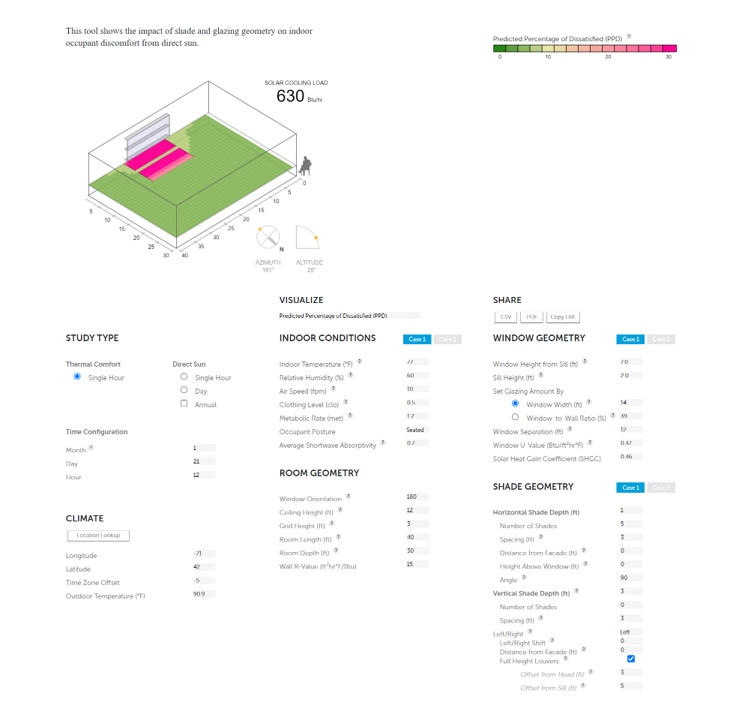 This tool shows the impact of shade and glazing geometry on indoor
occupant discomfort from direct sun.
Predicted Percentage of Dissatisfied (PPD) ?
0 10 20 30
SOLAR COOLING LOAD
630 Btu/hr
5 10 15 20 25 30
40 35 30 25 20 15 10 5 0
N
AZIMUTH ALTITUDE
181° 28°
VISUALIZE
Predicted Percentage of Dissatisfied (PPD)
SHARE
CSV PDF Copy URL
STUDY TYPE
Thermal Comfort Direct Sun
Single Hour Single Hour
Day
Annual
Time Configuration
Month ? 1
Day 21
Hour 12
CLIMATE
Location Lookup
Longitude -71
Latitude 42
Time Zone Offset -5
Outdoor Temperature (°F) 90.9
INDOOR CONDITIONS Case 1 Case 2
Indoor Temperature (°F) ? 77
Relative Humidity (%) ? 60
Air Speed (fpm) ? 10
Clothing Level (clo) ? 0.5
Metabolic Rate (met) ? 1.2
Occupant Posture Seated
Average Shortwave Absorptivity ? 0.7
ROOM GEOMETRY
Window Orientation ? 180
Ceiling Height (ft) ? 12
Grid Height (ft) ? 3
Room Length (ft) ? 40
Room Depth (ft) ? 30
Wall R-Value (ft²hr°F/Btu) 15
WINDOW GEOMETRY Case 1 Case 2
Window Height from Sill (ft) ? 7.0
Sill Height (ft) ? 2.0
Set Glazing Amount By
Window Width (ft) ? 14
Window-to-Wall Ratio (%) ? 39
Window Separation (ft) ? 12
Window U-Value (Btu/ft²hr°F) ? 0.37
Solar Heat Gain Coefficient (SHGC) 0.46
SHADE GEOMETRY Case 1 Case 2
Horizontal Shade Depth (ft) 1
Number of Shades 5
Spacing (ft) ? 3
Distance from Facade (ft) ? 0
Height Above Window (ft) ? 0
Angle ? 90
Vertical Shade Depth (ft) ? 3
Number of Shades 0
Spacing (ft) ? 3
Left/Right ? Left
Left/Right Shift ? 0
Distance from Facade (ft) ? 0
Full Height Louvers ?
Offset from Head (ft) ? 3
Offset from Sill (ft) ? 5